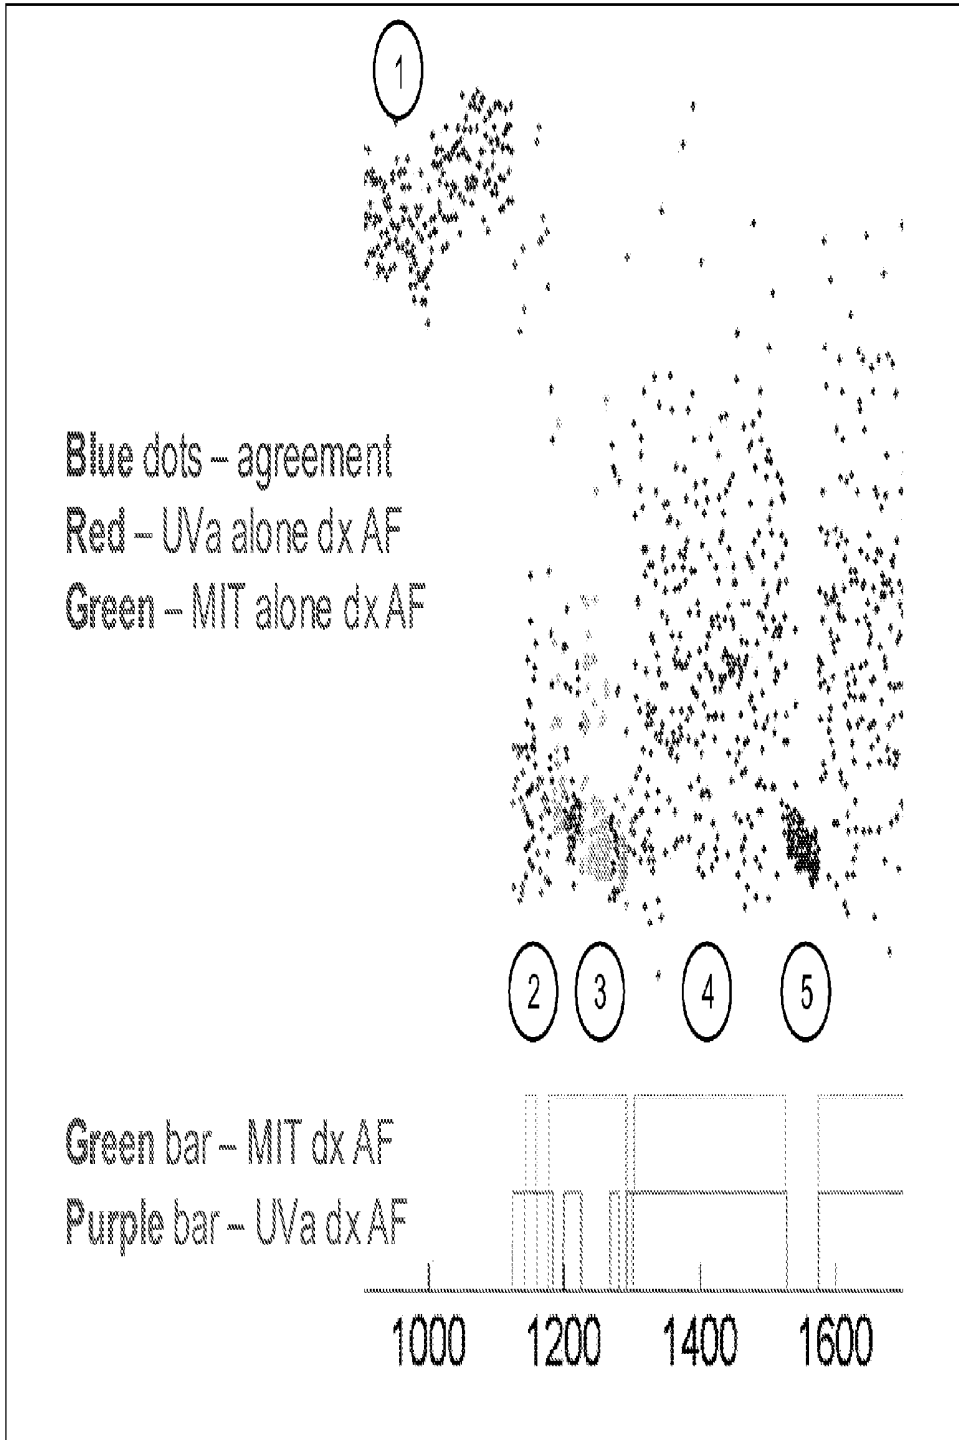 1
Blue dots – agreement
Red – UVa alone dx AF
Green – MIT alone dx AF
2 3 4 5
Green bar – MIT dx AF
Purple bar – UVa dx AF
1000 1200 1400 1600